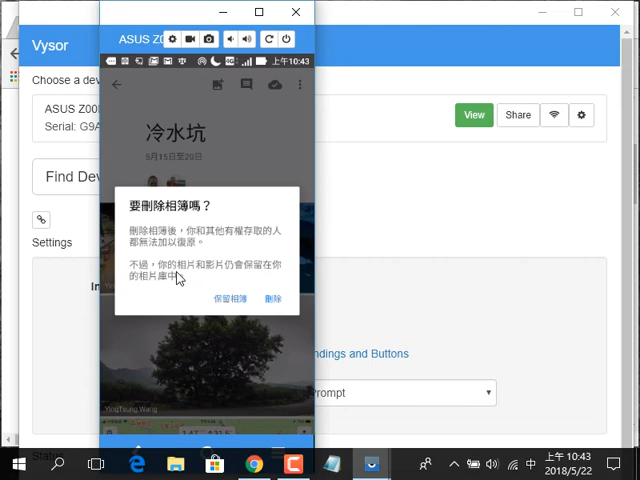 ASUS Z0
Vysor
上午10:43
Choose a dev
ASUS Z00
Serial: G9A
View
Share
冷水坑
5月15日至20日
Find Dev
要刪除相簿嗎？
刪除相簿後，你和其他有權存取的人
都無法加以復原。
Settings
不過，你的相片和影片仍會保留在你
的相片庫中
保留相簿
刪除
ndings and Buttons
Prompt
YingTsung Wang
Status
中
上午 10:43
2018/5/22